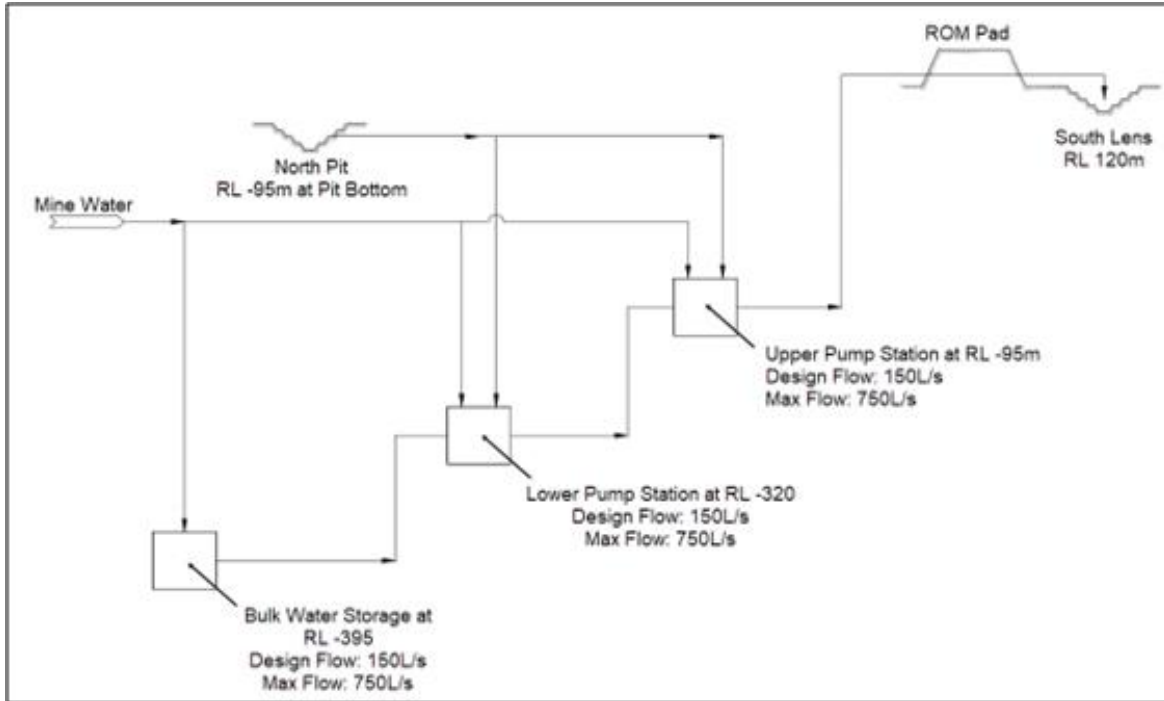 ROM Pad
South Lens
RL 120m
North Pit
RL -95m at Pit Bottom
Mine Water
Upper Pump Station at RL -95m
Design Flow: 150L/s
Max Flow: 750L/s
Lower Pump Station at RL -320
Design Flow: 150L/s
Max Flow: 750L/s
Bulk Water Storage at
RL -395
Design Flow: 150L/s
Max Flow: 750L/s